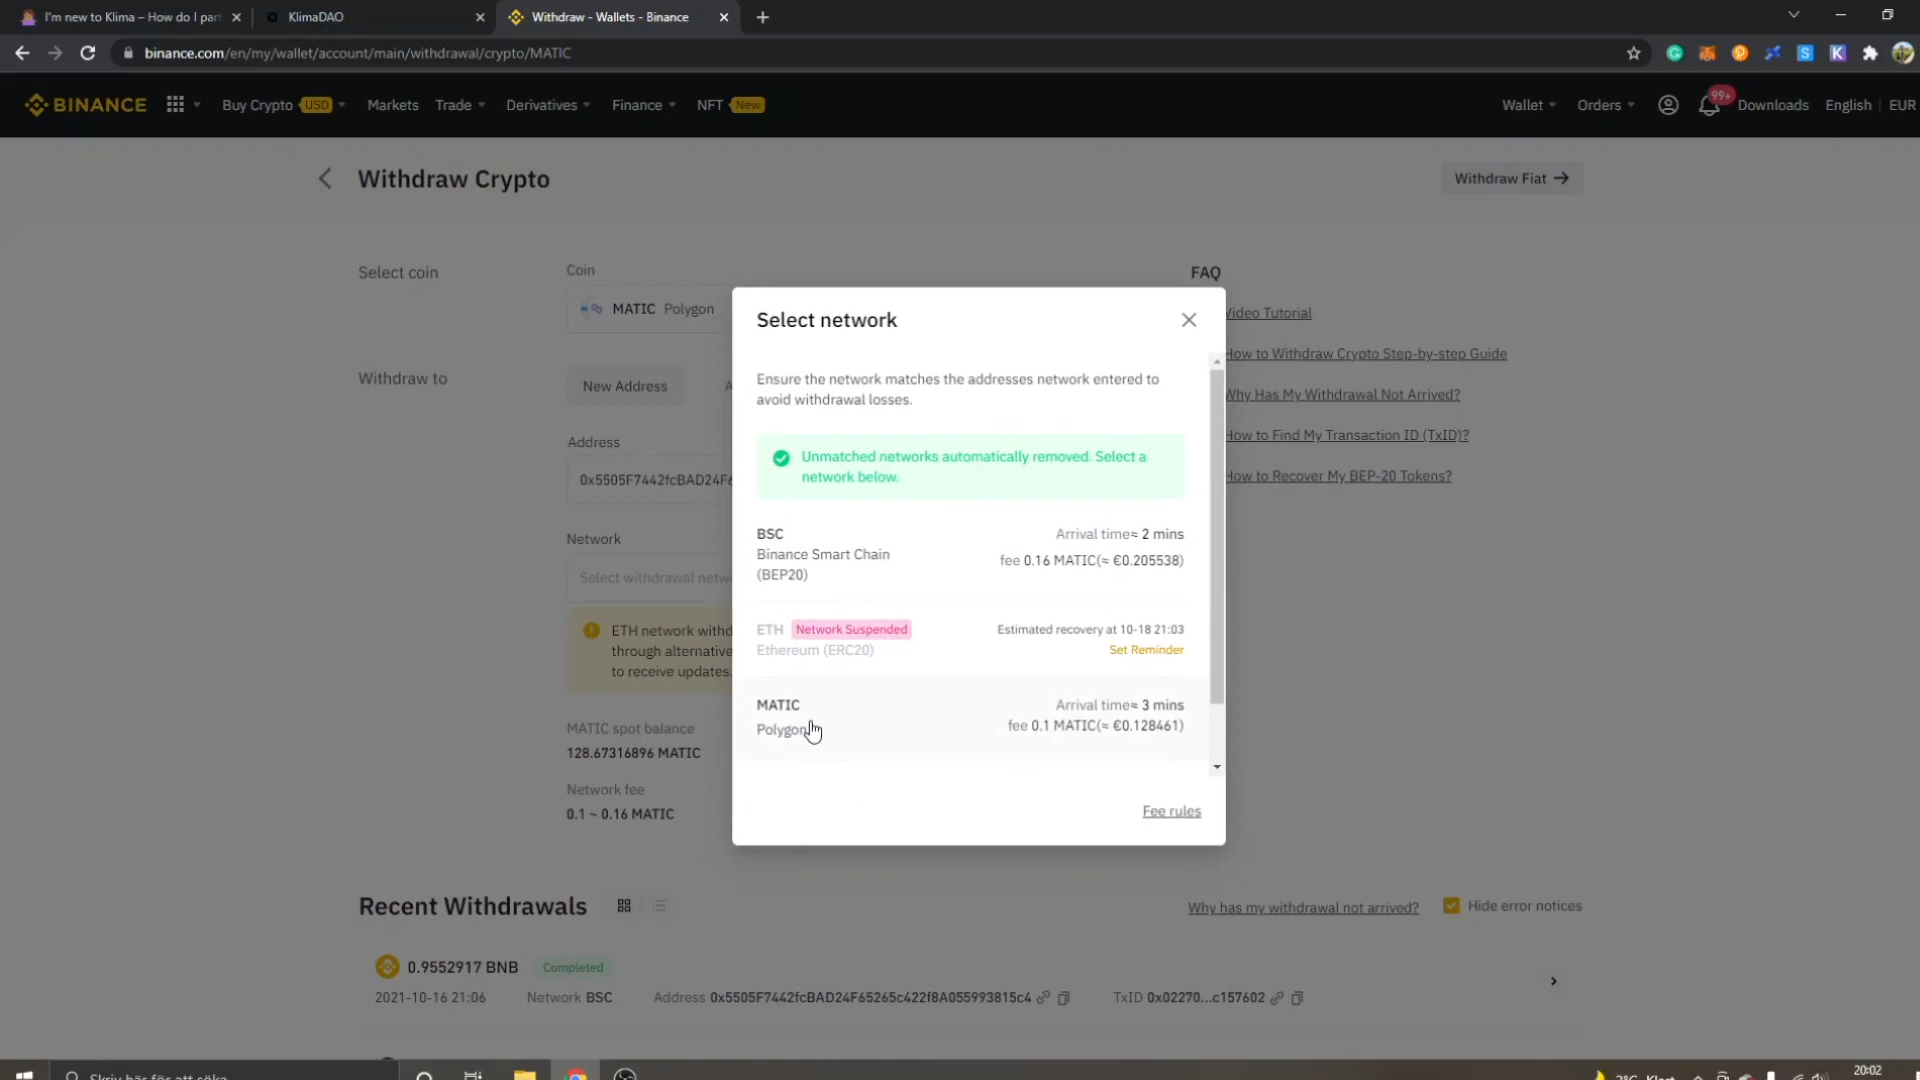 I'm new to Klima – How do I part
KlimaDAO
Withdraw - Wallets - Binance
binance.com/en/my/wallet/account/main/withdrawal/crypto/MATIC
BINANCE
Buy Crypto USD
Markets
Trade
Derivatives
Finance
NFT New
Wallet
Orders
99+
Downloads
English
EUR
Withdraw Crypto
Withdraw Fiat
Select coin
Coin
MATIC Polygon
FAQ
Video Tutorial
How to Withdraw Crypto Step-by-step Guide
Why Has My Withdrawal Not Arrived?
How to Find My Transaction ID (TxID)?
How to Recover My BEP-20 Tokens?
Withdraw to
New Address
Address
0x5505F7442fcBAD24F6
Network
Select withdrawal netw
ETH network withd
through alternative
to receive updates.
MATIC spot balance
128.67316896 MATIC
Network fee
0.1 ~ 0.16 MATIC
Select network
Ensure the network matches the addresses network entered to
avoid withdrawal losses.
Unmatched networks automatically removed. Select a
network below.
BSC
Binance Smart Chain
(BEP20)
Arrival time≈ 2 mins
fee 0.16 MATIC(≈ €0.205538)
ETH Network Suspended
Ethereum (ERC20)
Estimated recovery at 10-18 21:03
Set Reminder
MATIC
Polygon
Arrival time≈ 3 mins
fee 0.1 MATIC(≈ €0.128461)
Fee rules
Recent Withdrawals
Why has my withdrawal not arrived?
Hide error notices
0.9552917 BNB Completed
2021-10-16 21:06
Network BSC
Address 0x5505F7442fcBAD24F65265c422f8A055993815c4
TxID 0x02270...c157602
Skriv här för att söka
2°C Klart
20:02